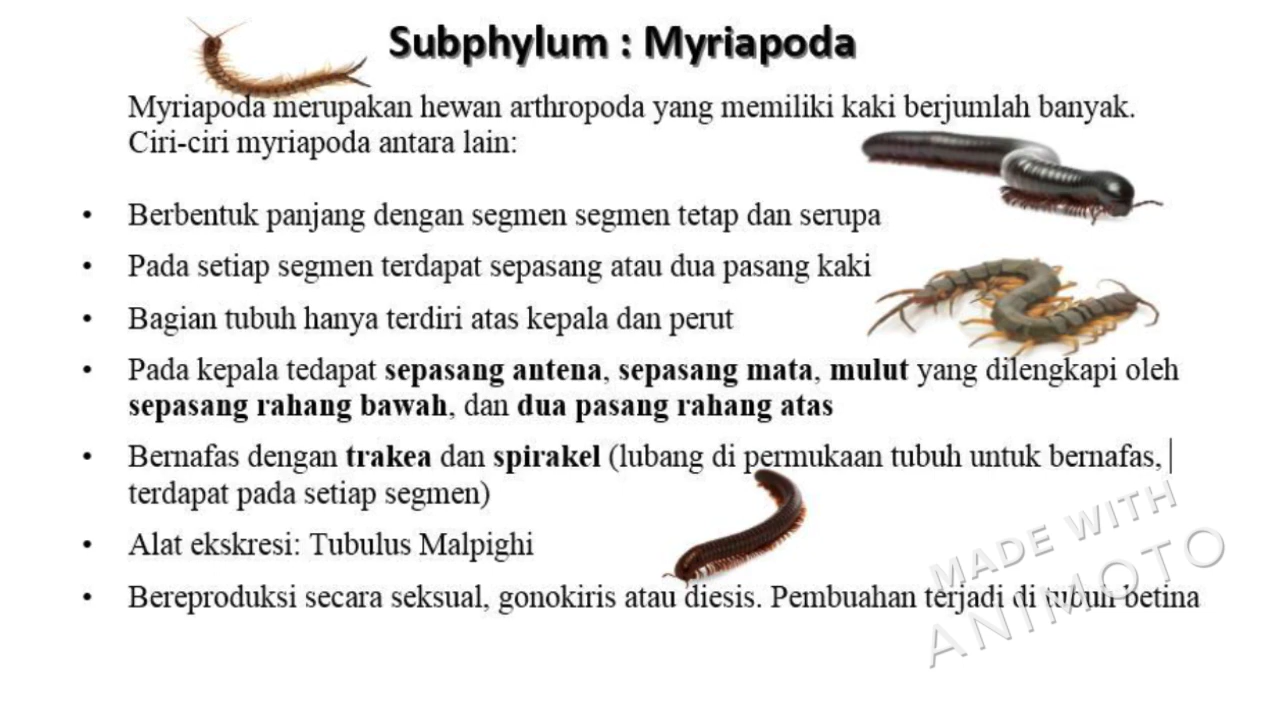 Subphylum : Myriapoda
Myriapoda merupakan hewan arthropoda yang memiliki kaki berjumlah banyak.
Ciri-ciri myriapoda antara lain:
• Berbentuk panjang dengan segmen segmen tetap dan serupa
• Pada setiap segmen terdapat sepasang atau dua pasang kaki
• Bagian tubuh hanya terdiri atas kepala dan perut
• Pada kepala tedapat sepasang antena, sepasang mata, mulut yang dilengkapi oleh
sepasang rahang bawah, dan dua pasang rahang atas
• Bernafas dengan trakea dan spirakel (lubang di permukaan tubuh untuk bernafas,
terdapat pada setiap segmen)
• Alat ekskresi: Tubulus Malpighi
• Bereproduksi secara seksual, gonokiris atau diesis. Pembuahan terjadi di tubuh betina
MADE WITH
ANIMOTO